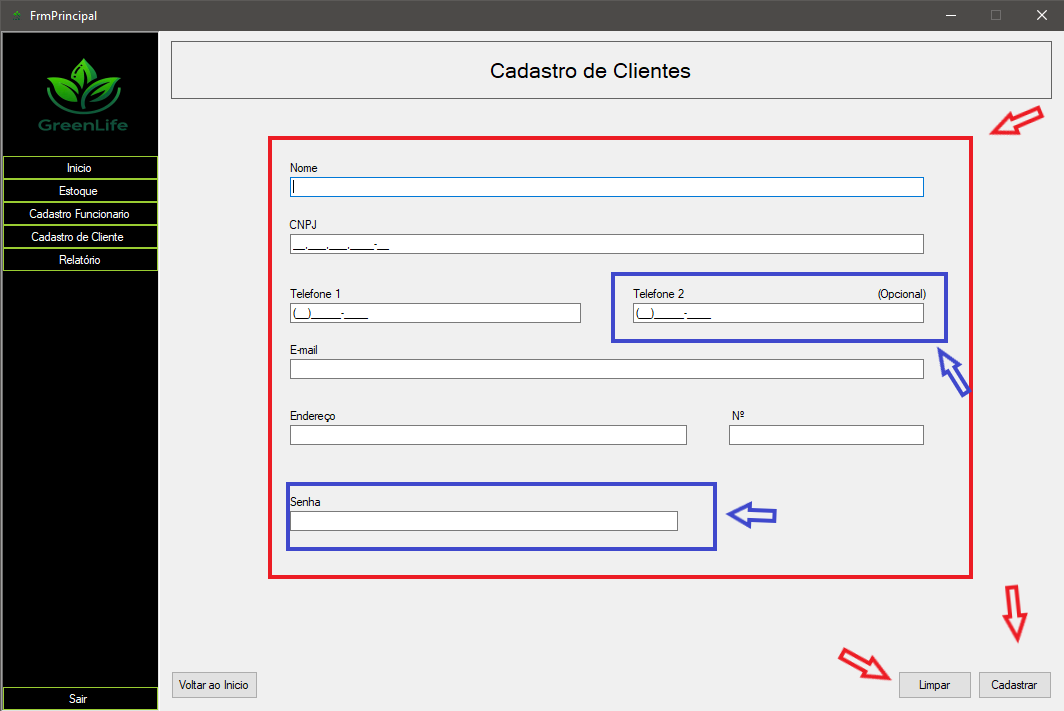 FrmPrincipal
GreenLife
Inicio
Estoque
Cadastro Funcionario
Cadastro de Cliente
Relatório
Sair
Cadastro de Clientes
Nome
CNPJ
__.___.___.____-__
Telefone 1
(__)_____-____
Telefone 2 (Opcional)
(__)_____-____
E-mail
Endereço Nº
Senha
Voltar ao Inicio Limpar Cadastrar